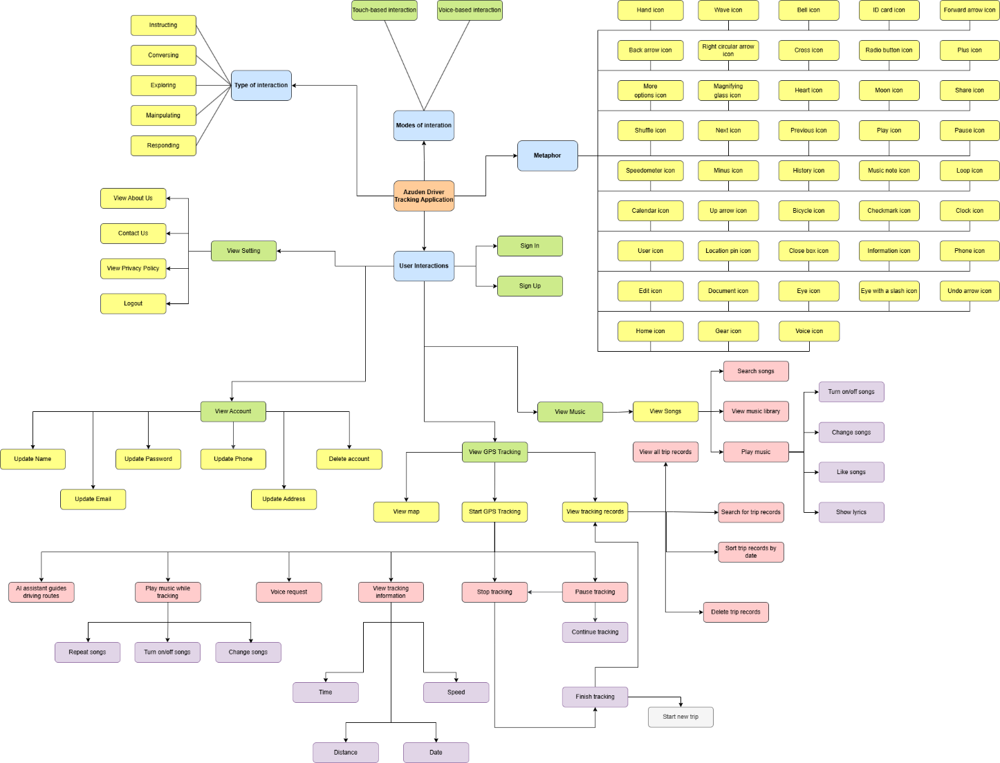 Touch-based interaction
Voice-based interaction
Instructing
Conversing
Exploring
Mainpulating
Responding
Type of interaction
Modes of interation
Metaphor
Azuden Driver
Tracking Application
User Interactions
Hand icon
Wave icon
Bell icon
ID card icon
Forward arrow icon
Back arrow icon
Right circular arrow
icon
Cross icon
Radio button icon
Plus icon
More
options icon
Magnifying
glass icon
Heart icon
Moon icon
Share icon
Shuffle icon
Next icon
Previous icon
Play icon
Pause icon
Speedometer icon
Minus icon
History icon
Music note icon
Loop icon
Calendar icon
Up arrow icon
Bicycle icon
Checkmark icon
Clock icon
User icon
Location pin icon
Close box icon
Information icon
Phone icon
Edit icon
Document icon
Eye icon
Eye with a slash icon
Undo arrow icon
Home icon
Gear icon
Voice icon
View About Us
Contact Us
View Privacy Policy
Logout
View Setting
Sign In
Sign Up
View Account
Update Name
Update Password
Update Phone
Delete account
Update Email
Update Address
View Music
View Songs
Search songs
View music library
Play music
Turn on/off songs
Change songs
Like songs
Show lyrics
View GPS Tracking
View map
Start GPS Tracking
View tracking records
View all trip records
Search for trip records
Sort trip records by
date
Delete trip records
AI assistant guides
driving routes
Play music while
tracking
Voice request
View tracking
information
Stop tracking
Pause tracking
Continue tracking
Repeat songs
Turn on/off songs
Change songs
Time
Speed
Distance
Date
Finish tracking
Start new trip